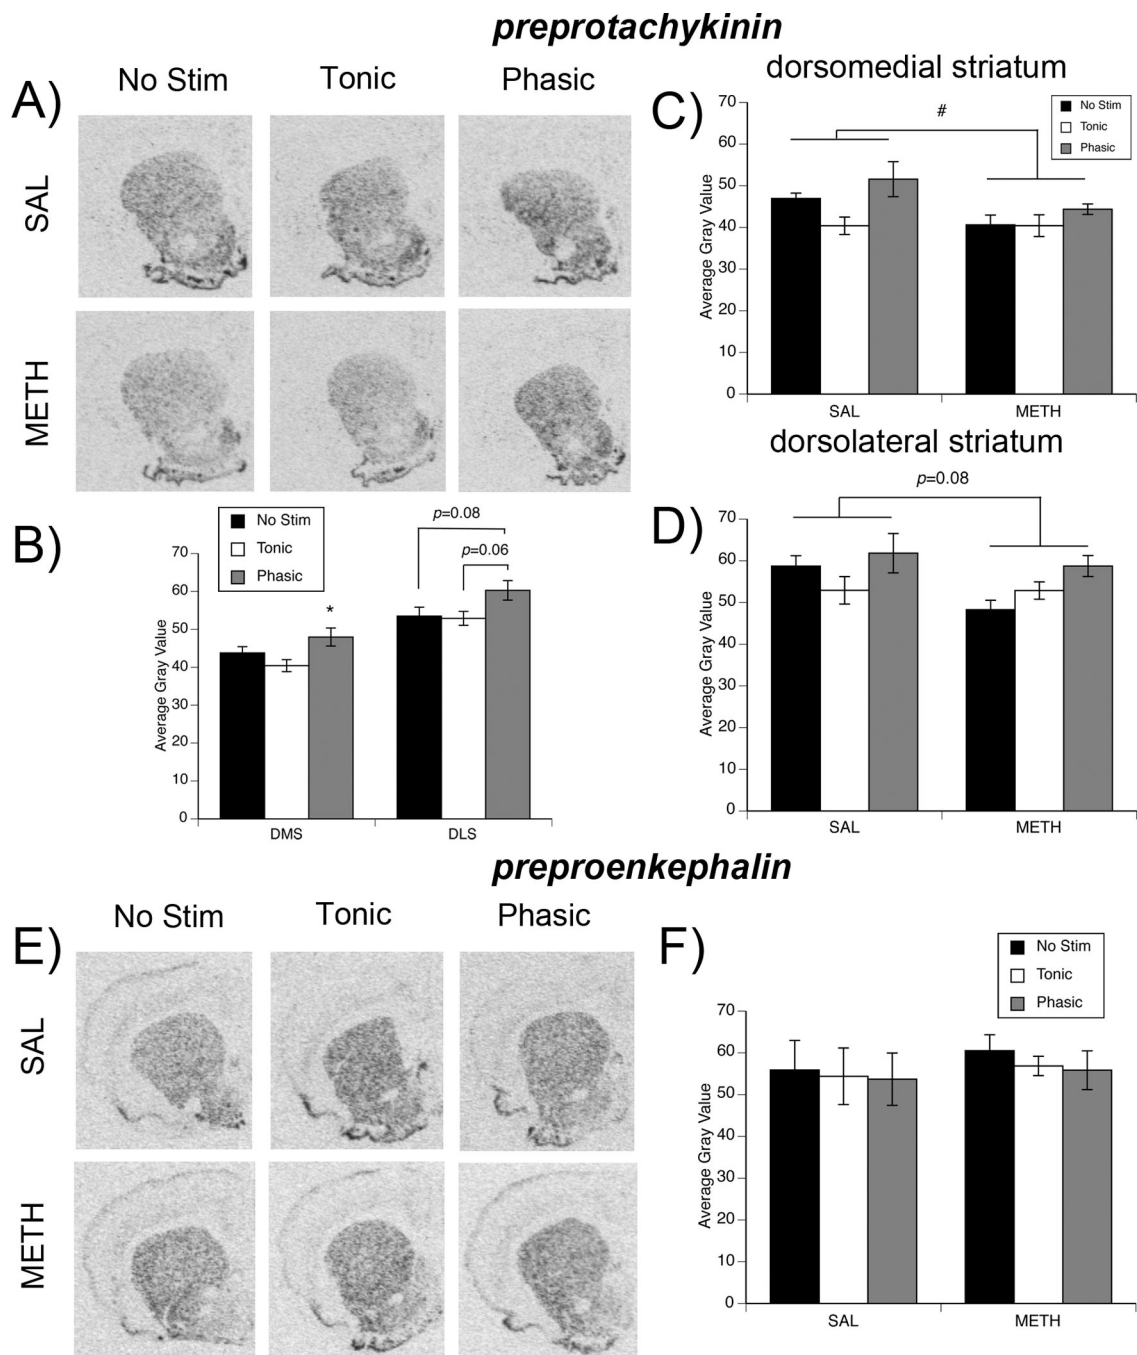 preprotachykinin
A)
No Stim
Tonic
Phasic
SAL
METH
B)
No Stim
Tonic
Phasic
Average Gray Value
70
60
50
40
30
20
10
0
*
p=0.08
p=0.06
DMS
DLS
C)
dorsomedial striatum
No Stim
Tonic
Phasic
#
Average Gray Value
70
60
50
40
30
20
10
0
SAL
METH
D)
dorsolateral striatum
p=0.08
Average Gray Value
70
60
50
40
30
20
10
0
SAL
METH
preproenkephalin
E)
No Stim
Tonic
Phasic
SAL
METH
F)
No Stim
Tonic
Phasic
Average Gray Value
70
60
50
40
30
20
10
0
SAL
METH